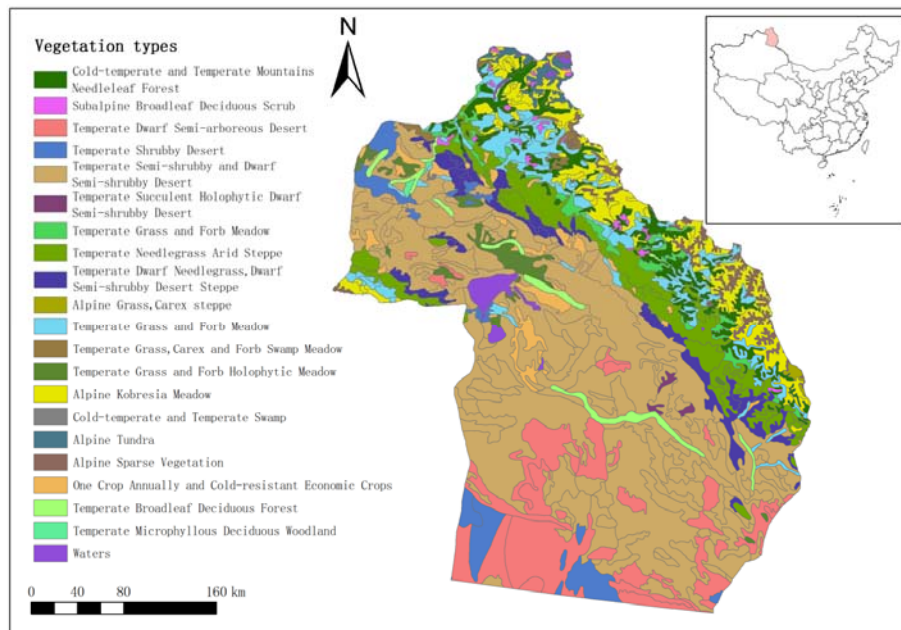 N
Vegetation types
Cold-temperate and Temperate Mountains
Needleleaf Forest
Subalpine Broadleaf Deciduous Scrub
Temperate Dwarf Semi-arboreous Desert
Temperate Shrubby Desert
Temperate Semi-shrubby and Dwarf
Semi-shrubby Desert
Temperate Succulent Holophytic Dwarf
Semi-shrubby Desert
Temperate Grass and Forb Meadow
Temperate Needlegrass Arid Steppe
Temperate Dwarf Needlegrass,Dwarf
Semi-shrubby Desert Steppe
Alpine Grass,Carex steppe
Temperate Grass and Forb Meadow
Temperate Grass,Carex and Forb Swamp Meadow
Temperate Grass and Forb Holophytic Meadow
Alpine Kobresia Meadow
Cold-temperate and Temperate Swamp
Alpine Tundra
Alpine Sparse Vegetation
One Crop Annually and Cold-resistant Economic Crops
Temperate Broadleaf Deciduous Forest
Temperate Microphyllous Deciduous Woodland
Waters
0 40 80 160 km